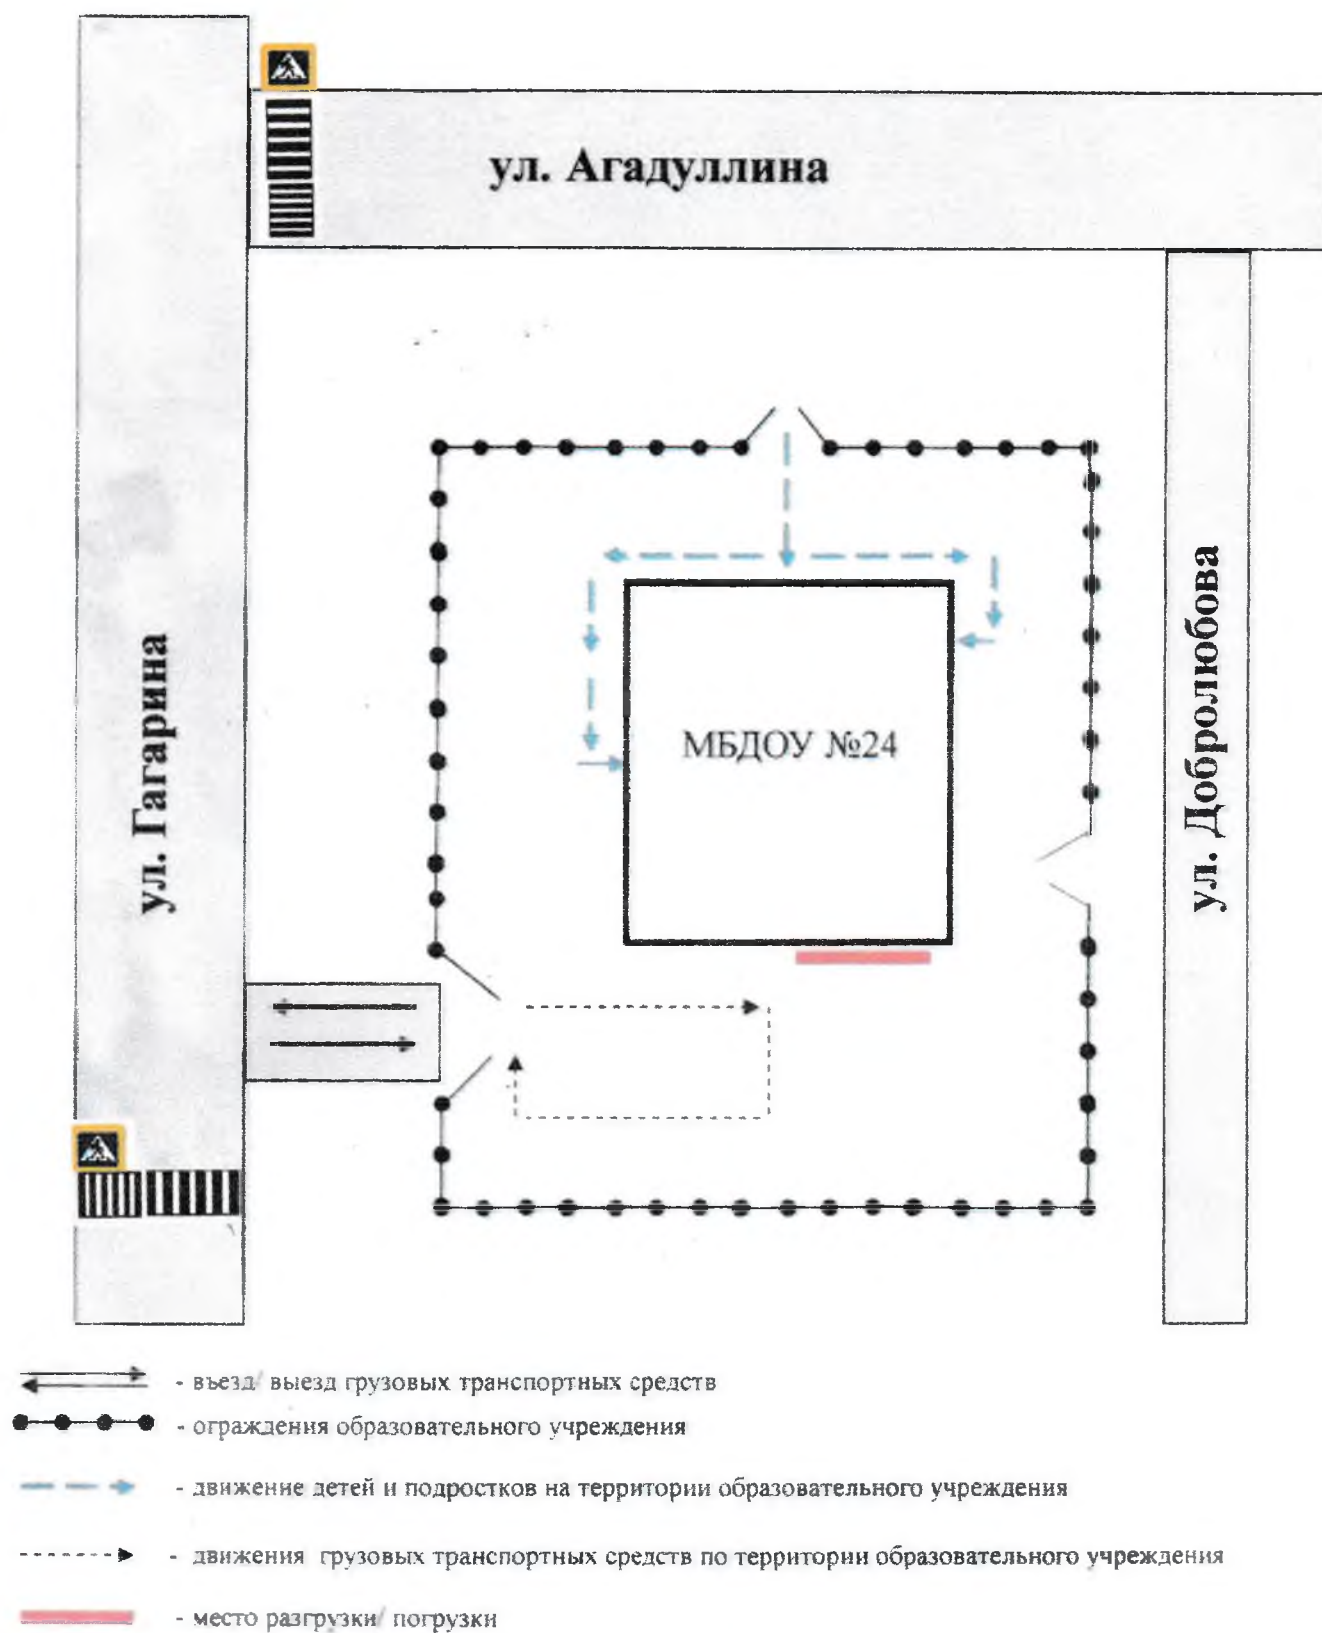 ул. Агадуллина
ул. Гагарина
ул. Добролюбова
МБДОУ №24
- въезд/ выезд грузовых транспортных средств
- ограждения образовательного учреждения
- движение детей и подростков на территории образовательного учреждения
- движения грузовых транспортных средств по территории образовательного учреждения
- место разгрузки/ погрузки